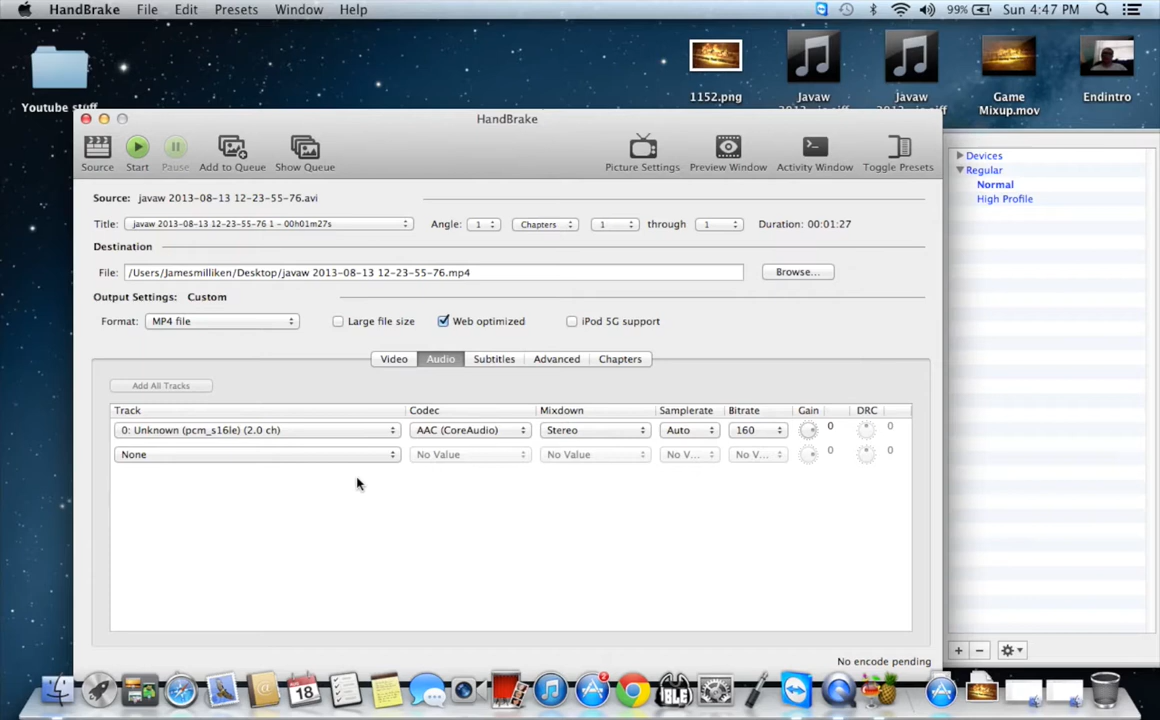 HandBrake File Edit Presets Window Help 99% Sun 4:47 PM
Youtube stuff
1152.png
Javaw
Javaw
Game
Mixup.mov
Endintro
HandBrake
Source Start Pause Add to Queue Show Queue Picture Settings Preview Window Activity Window Toggle Presets
Source: javaw 2013-08-13 12-23-55-76.avi
Title: javaw 2013-08-13 12-23-55-76 1 - 00h01m27s Angle: 1 Chapters 1 through 1 Duration: 00:01:27
Destination
File: /Users/Jamesmilliken/Desktop/javaw 2013-08-13 12-23-55-76.mp4 Browse...
Output Settings: Custom
Format: MP4 file Large file size Web optimized iPod 5G support
Video Audio Subtitles Advanced Chapters
Add All Tracks
Track Codec Mixdown Samplerate Bitrate Gain DRC
0: Unknown (pcm_s16le) (2.0 ch) AAC (CoreAudio) Stereo Auto 160 0 0
None No Value No Value No V... No V... 0 0
No encode pending
Devices
Regular
Normal
High Profile
18
2